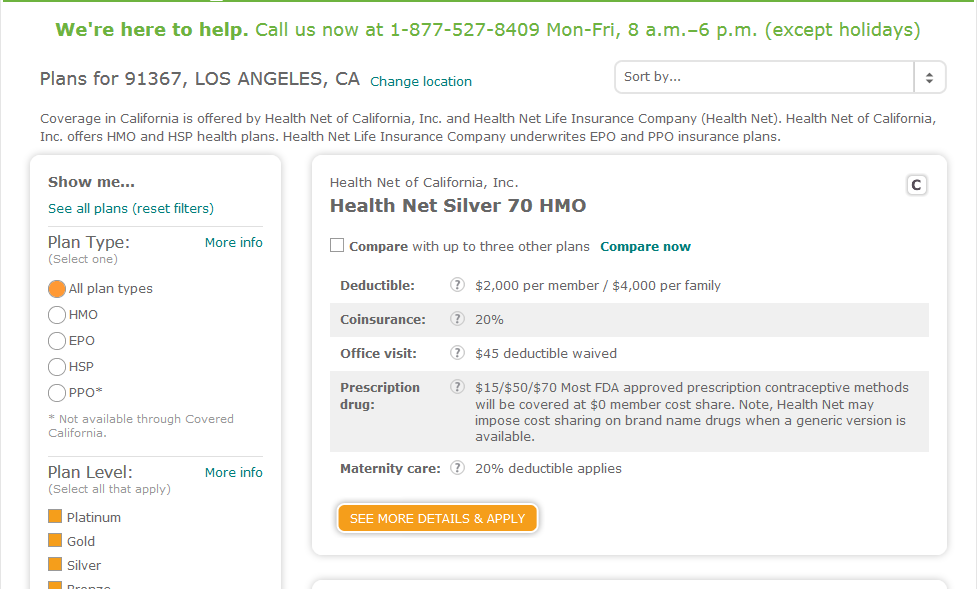 We're here to help. Call us now at 1-877-527-8409 Mon-Fri, 8 a.m.–6 p.m. (except holidays)
Plans for 91367, LOS ANGELES, CA Change location
Sort by...
Coverage in California is offered by Health Net of California, Inc. and Health Net Life Insurance Company (Health Net). Health Net of California,
Inc. offers HMO and HSP health plans. Health Net Life Insurance Company underwrites EPO and PPO insurance plans.
Show me...
See all plans (reset filters)
Plan Type: More info
(Select one)
All plan types
HMO
EPO
HSP
PPO*
* Not available through Covered
California.
Plan Level: More info
(Select all that apply)
Platinum
Gold
Silver
Bronze
Health Net of California, Inc.
C
Health Net Silver 70 HMO
Compare with up to three other plans Compare now
Deductible: ? $2,000 per member / $4,000 per family
Coinsurance: ? 20%
Office visit: ? $45 deductible waived
Prescription ? $15/$50/$70 Most FDA approved prescription contraceptive methods
drug: will be covered at $0 member cost share. Note, Health Net may
impose cost sharing on brand name drugs when a generic version is
available.
Maternity care: ? 20% deductible applies
SEE MORE DETAILS & APPLY